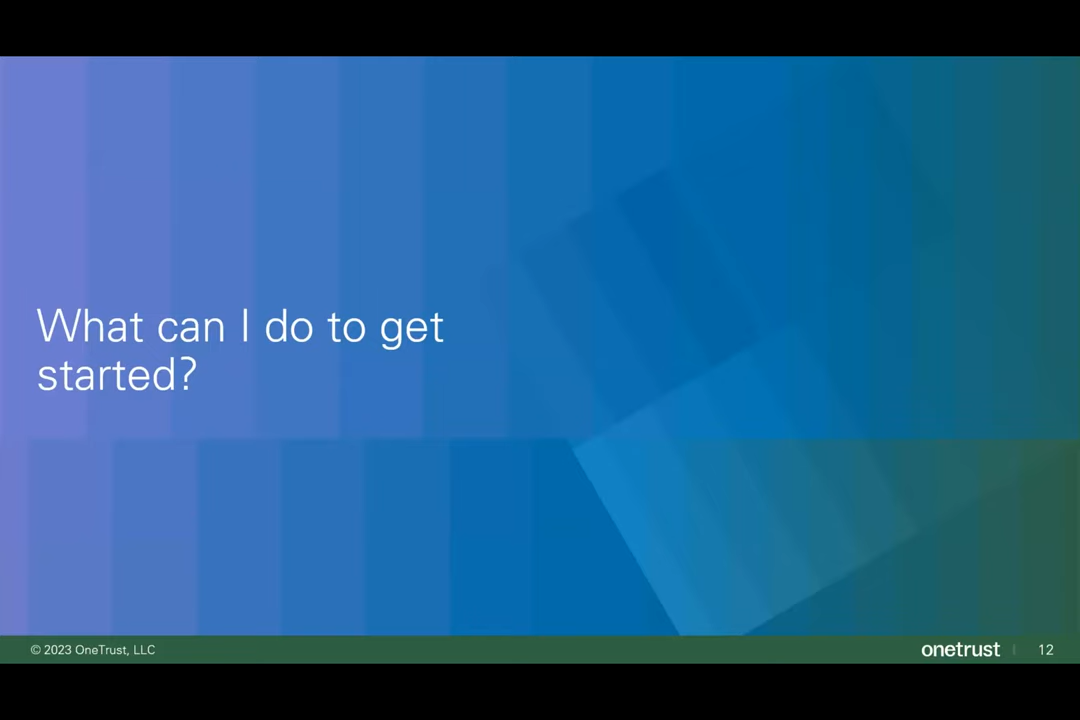 What can I do to get
started?
© 2023 OneTrust, LLC
onetrust
12